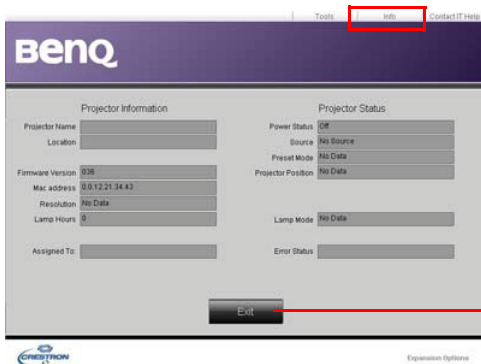 Tools Info Contact IT Help
BenQ
Projector Information
Projector Name
Location
Firmware Version 036
Mac address 0.0.12.21.34.43
Resolution No Data
Lamp Hours 0
Assigned To:
Projector Status
Power Status Off
Source No Source
Preset Mode No Data
Projector Position No Data
Lamp Mode No Data
Error Status
Exit
CRESTRON
Expansion Options